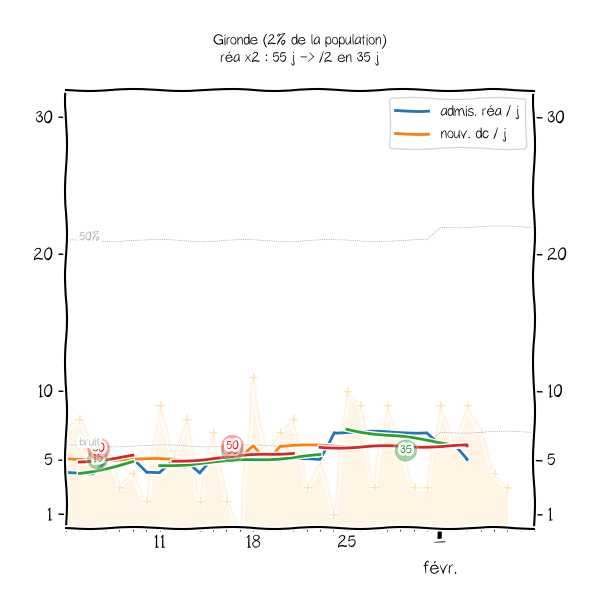 Gironde (2% de la population)
réa x2 : 55 j -> /2 en 35 j
admis. réa / j
nouv. dc / j
30
30
50%
20
20
10
10
bruit
50
35
5
5
1
1
11
18
25
1
févr.